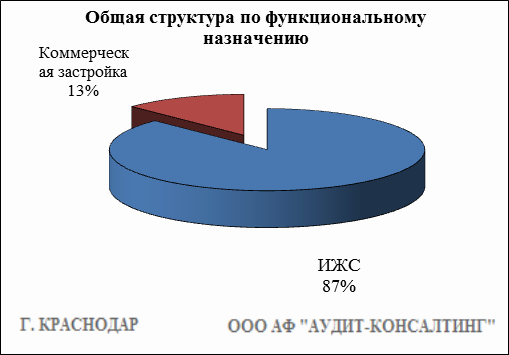 Общая структура по функциональному
назначению
Коммерческ
ая застройка
13%
ИЖС
87%
Г. КРАСНОДАР
ООО АФ "АУДИТ-КОНСАЛТИНГ"